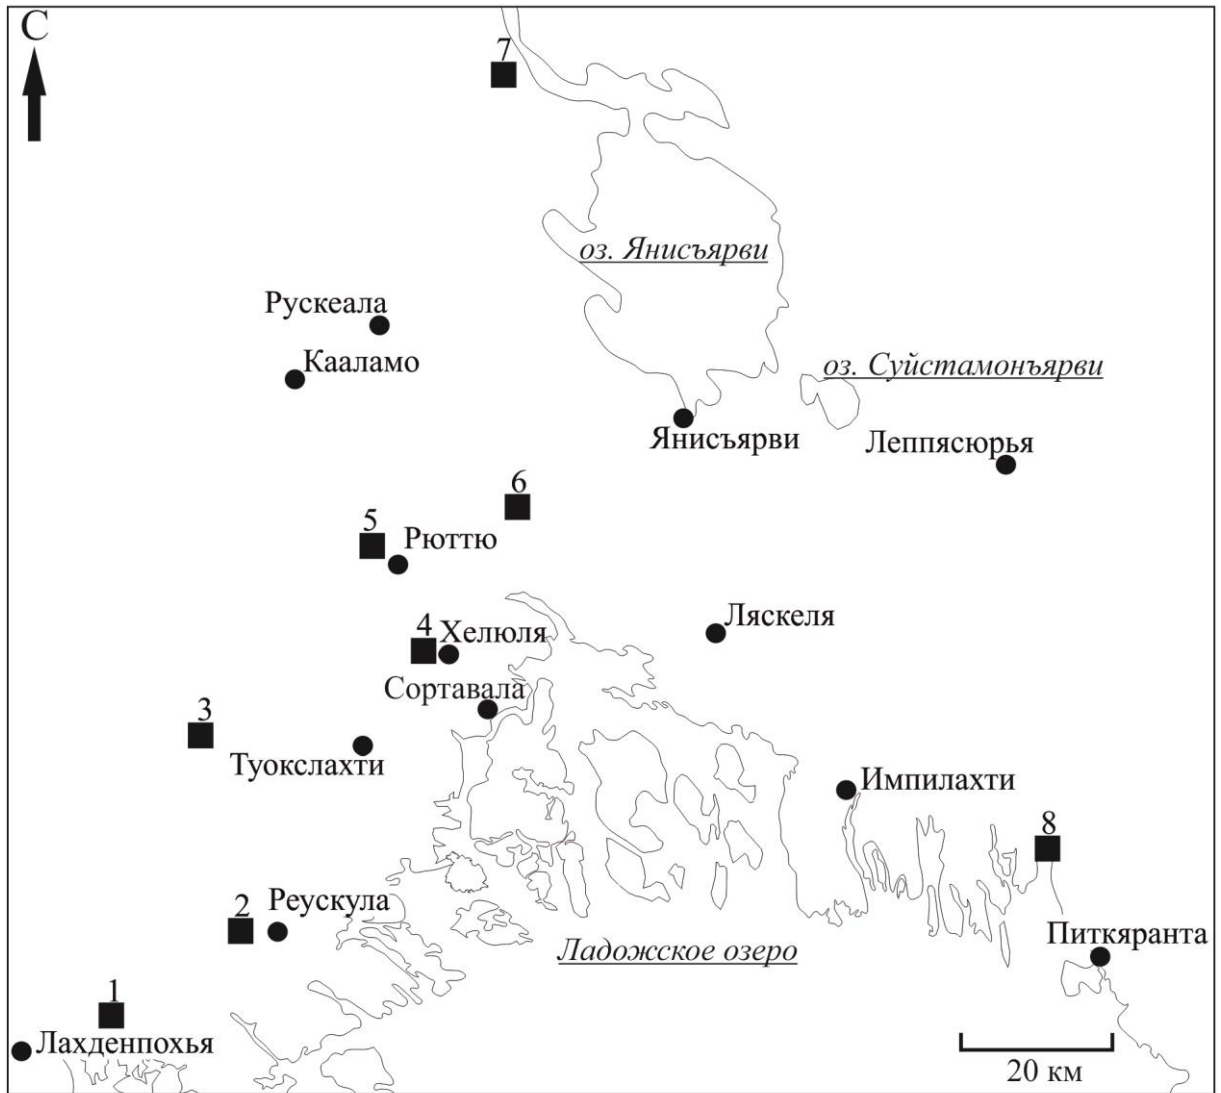 С
7
оз. Янисъярви
Рускеала
Кааламо
оз. Суйстамонъярви
Янисъярви
Леппясюрья
6
5
Рюттю
Ляскеля
4
Хелюля
Сортавала
3
Туокслахти
Импилахти
8
Реускула
2
Питкяранта
Ладожское озеро
1
Лахденпохья
20 км